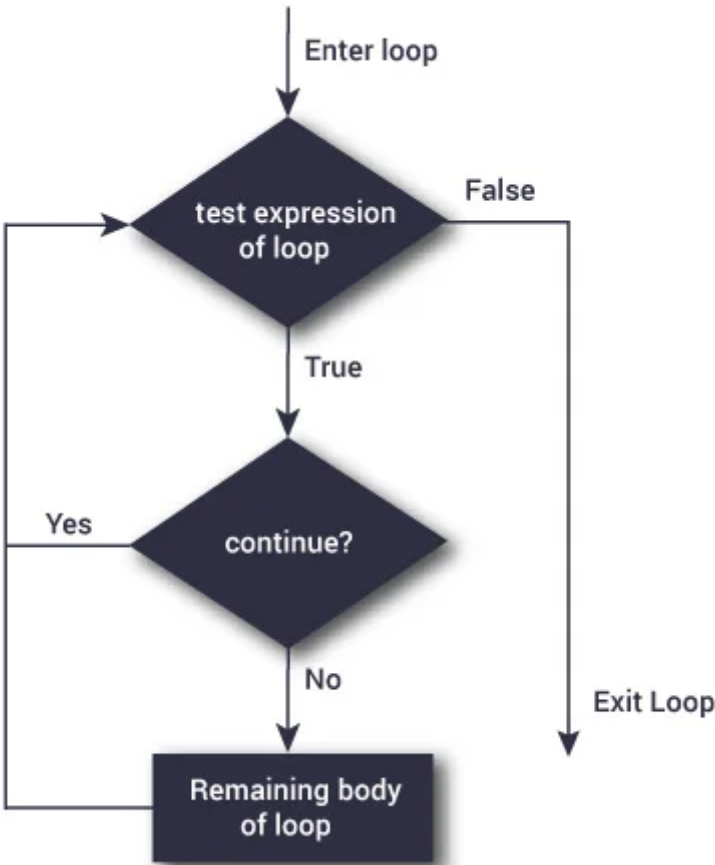 Enter loop
test expression
of loop
False
True
continue?
Yes
No
Remaining body
of loop
Exit Loop